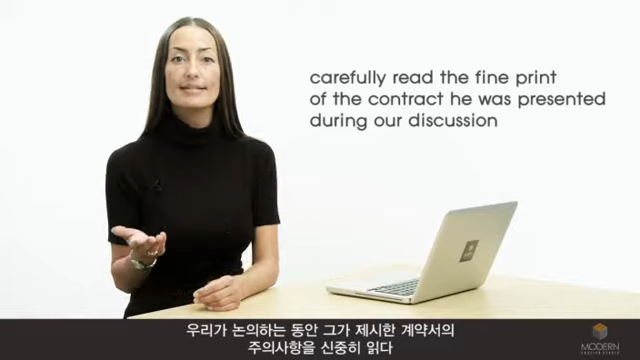 carefully read the fine print
of the contract he was presented
during our discussion
우리가 논의하는 동안 그가 제시한 계약서의
주의사항을 신중히 읽다
MODERN